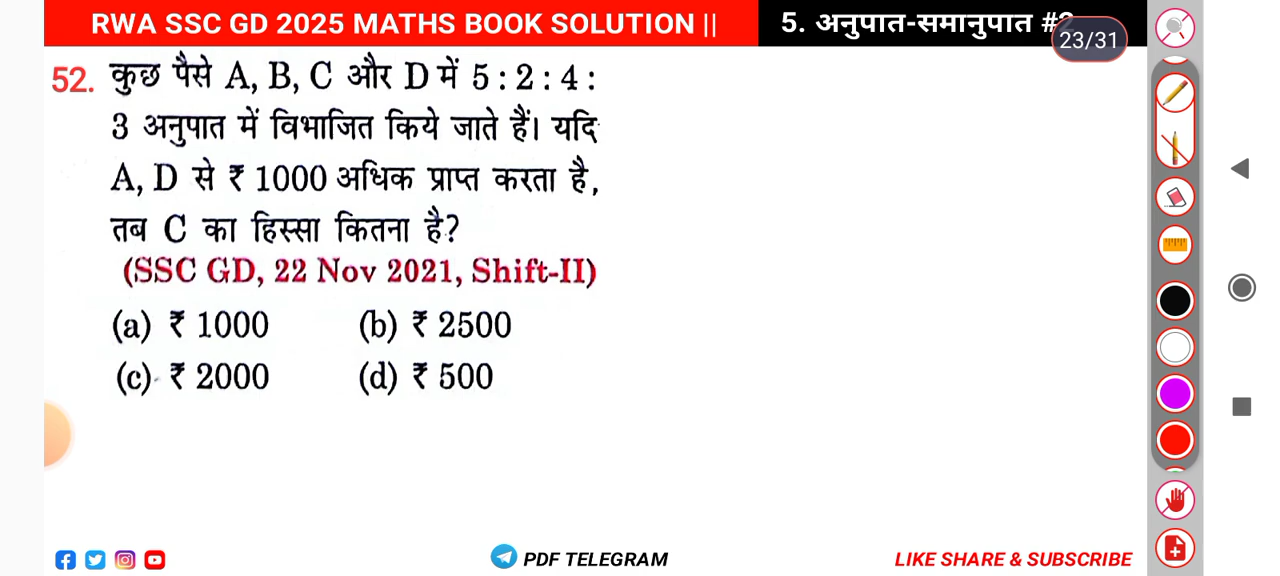 RWA SSC GD 2025 MATHS BOOK SOLUTION || 5. अनुपात-समानुपात
23/31
52. कुछ पैसे A, B, C और D में 5 : 2 : 4 :
3 अनुपात में विभाजित किये जाते हैं। यदि
A, D से ₹ 1000 अधिक प्राप्त करता है,
तब C का हिस्सा कितना है?
(SSC GD, 22 Nov 2021, Shift-II)
(a) ₹ 1000 (b) ₹ 2500
(c) ₹ 2000 (d) ₹ 500
PDF TELEGRAM LIKE SHARE & SUBSCRIBE